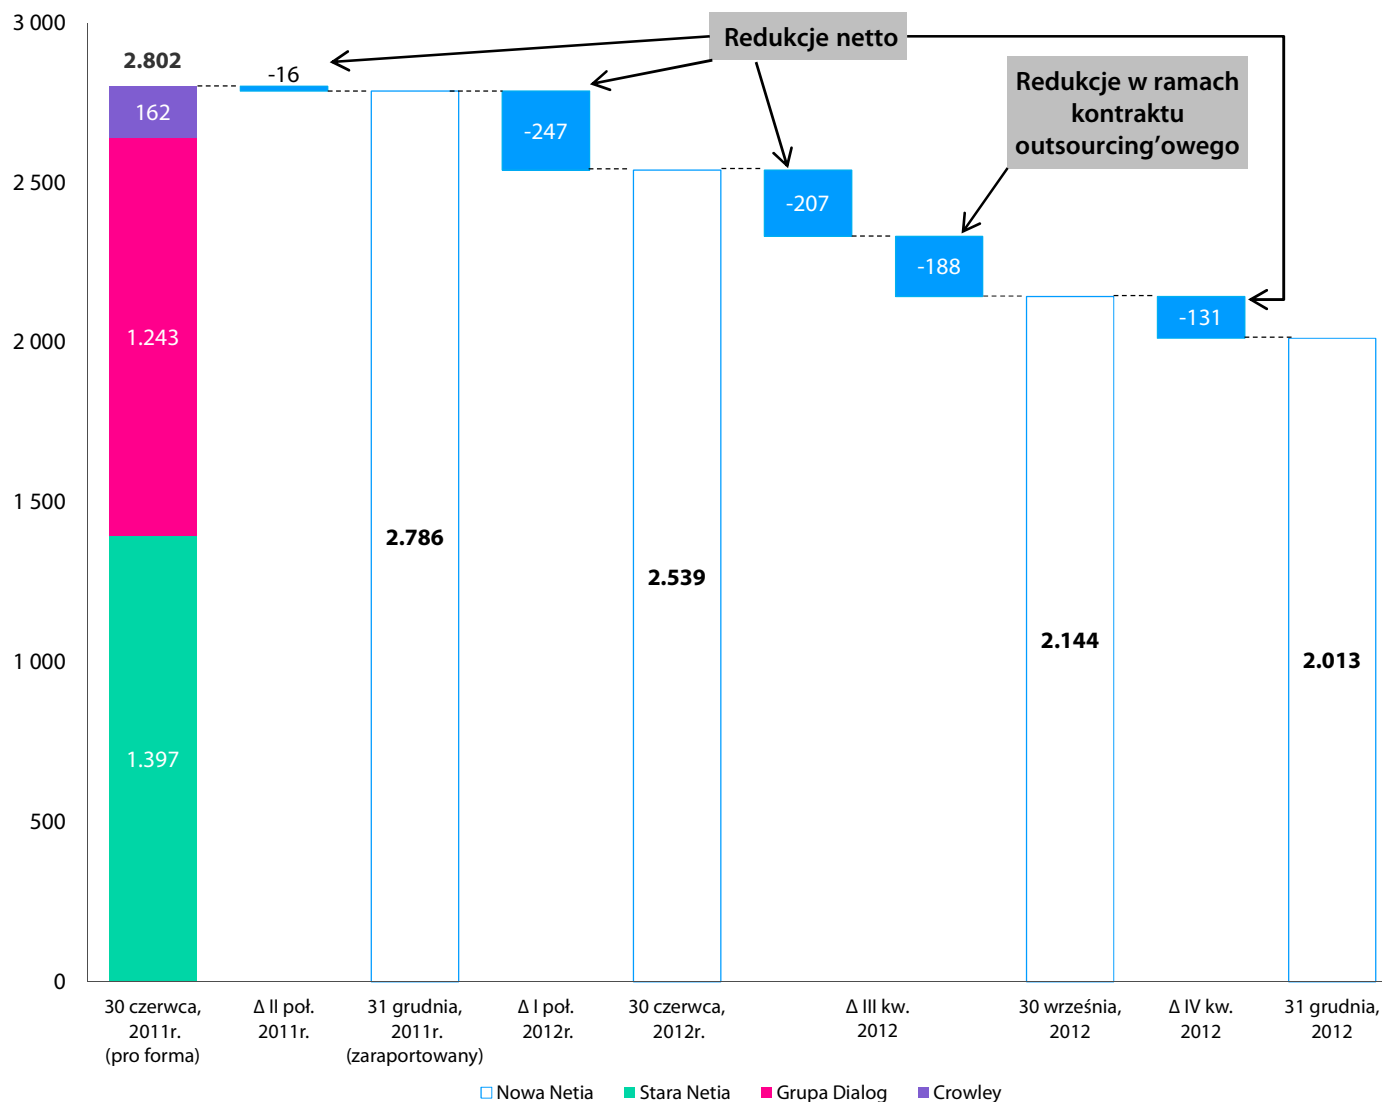 3 000
2 500
2 000
1 500
1 000
500
0
Redukcje netto
Redukcje w ramach
kontraktu
outsourcing’owego
2.802
162
1.243
1.397
-16
2.786
-247
2.539
-207
-188
2.144
-131
2.013
30 czerwca,
2011r.
(pro forma)
Δ II poł.
2011r.
31 grudnia,
2011r.
(zaraportowany)
Δ I poł.
2012r.
30 czerwca,
2012r.
Δ III kw.
2012
30 września,
2012
Δ IV kw.
2012
31 grudnia,
2012
Nowa Netia
Stara Netia
Grupa Dialog
Crowley